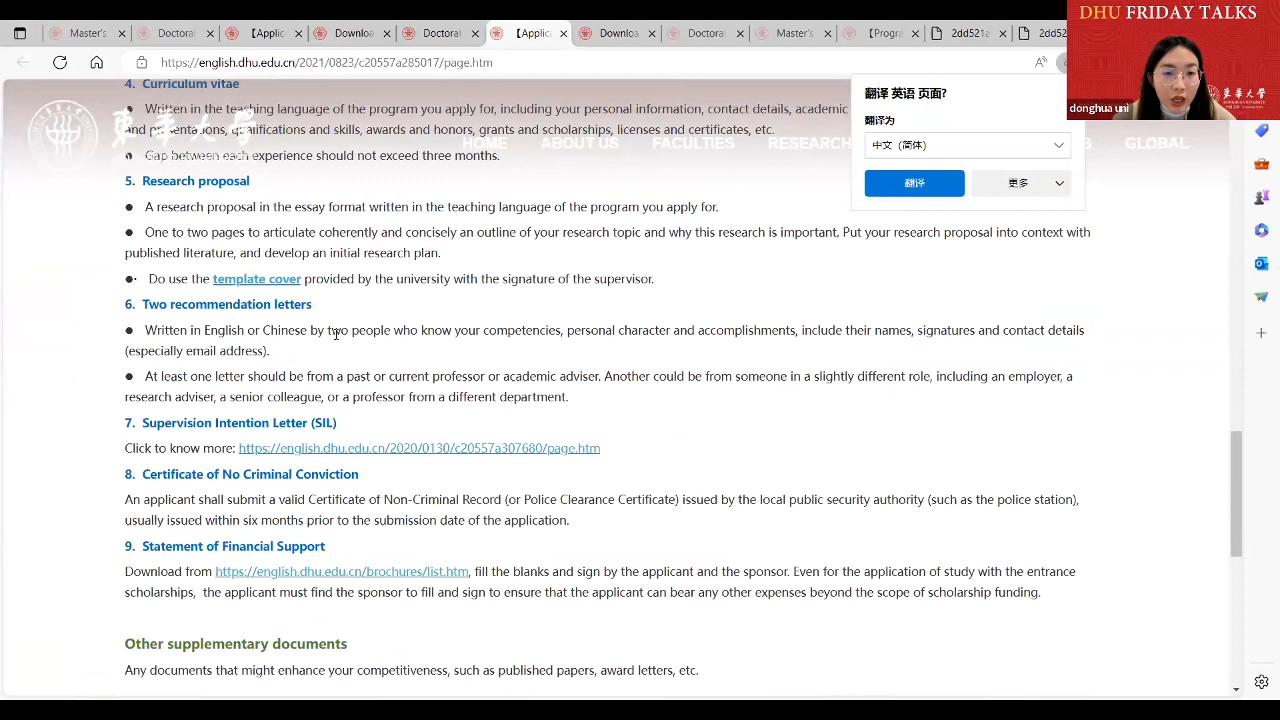 DHU FRIDAY TALKS
Master's
Doctoral
【Applic
Downloa
Doctoral
【Applica
Downloa
Doctoral
Master's
【Progra
2dd521a
2dd52
https://english.dhu.edu.cn/2021/0823/c20557a285017/page.htm
donghua uni
東華大學
翻译 英语 页面?
翻译为
中文（简体）
翻译
更多
東華大學
HOME
ABOUT US
FACULTIES
RESEARCH
GLOBAL
4. Curriculum vitae
● Written in the teaching language of the program you apply for, including your personal information, contact details, academic
and presentations, qualifications and skills, awards and honors, grants and scholarships, licenses and certificates, etc.
● Gap between each experience should not exceed three months.
5. Research proposal
● A research proposal in the essay format written in the teaching language of the program you apply for.
● One to two pages to articulate coherently and concisely an outline of your research topic and why this research is important. Put your research proposal into context with
published literature, and develop an initial research plan.
●· Do use the template cover provided by the university with the signature of the supervisor.
6. Two recommendation letters
● Written in English or Chinese by two people who know your competencies, personal character and accomplishments, include their names, signatures and contact details
(especially email address).
● At least one letter should be from a past or current professor or academic adviser. Another could be from someone in a slightly different role, including an employer, a
research adviser, a senior colleague, or a professor from a different department.
7. Supervision Intention Letter (SIL)
Click to know more: https://english.dhu.edu.cn/2020/0130/c20557a307680/page.htm
8. Certificate of No Criminal Conviction
An applicant shall submit a valid Certificate of Non-Criminal Record (or Police Clearance Certificate) issued by the local public security authority (such as the police station),
usually issued within six months prior to the submission date of the application.
9. Statement of Financial Support
Download from https://english.dhu.edu.cn/brochures/list.htm, fill the blanks and sign by the applicant and the sponsor. Even for the application of study with the entrance
scholarships, the applicant must find the sponsor to fill and sign to ensure that the applicant can bear any other expenses beyond the scope of scholarship funding.
Other supplementary documents
Any documents that might enhance your competitiveness, such as published papers, award letters, etc.